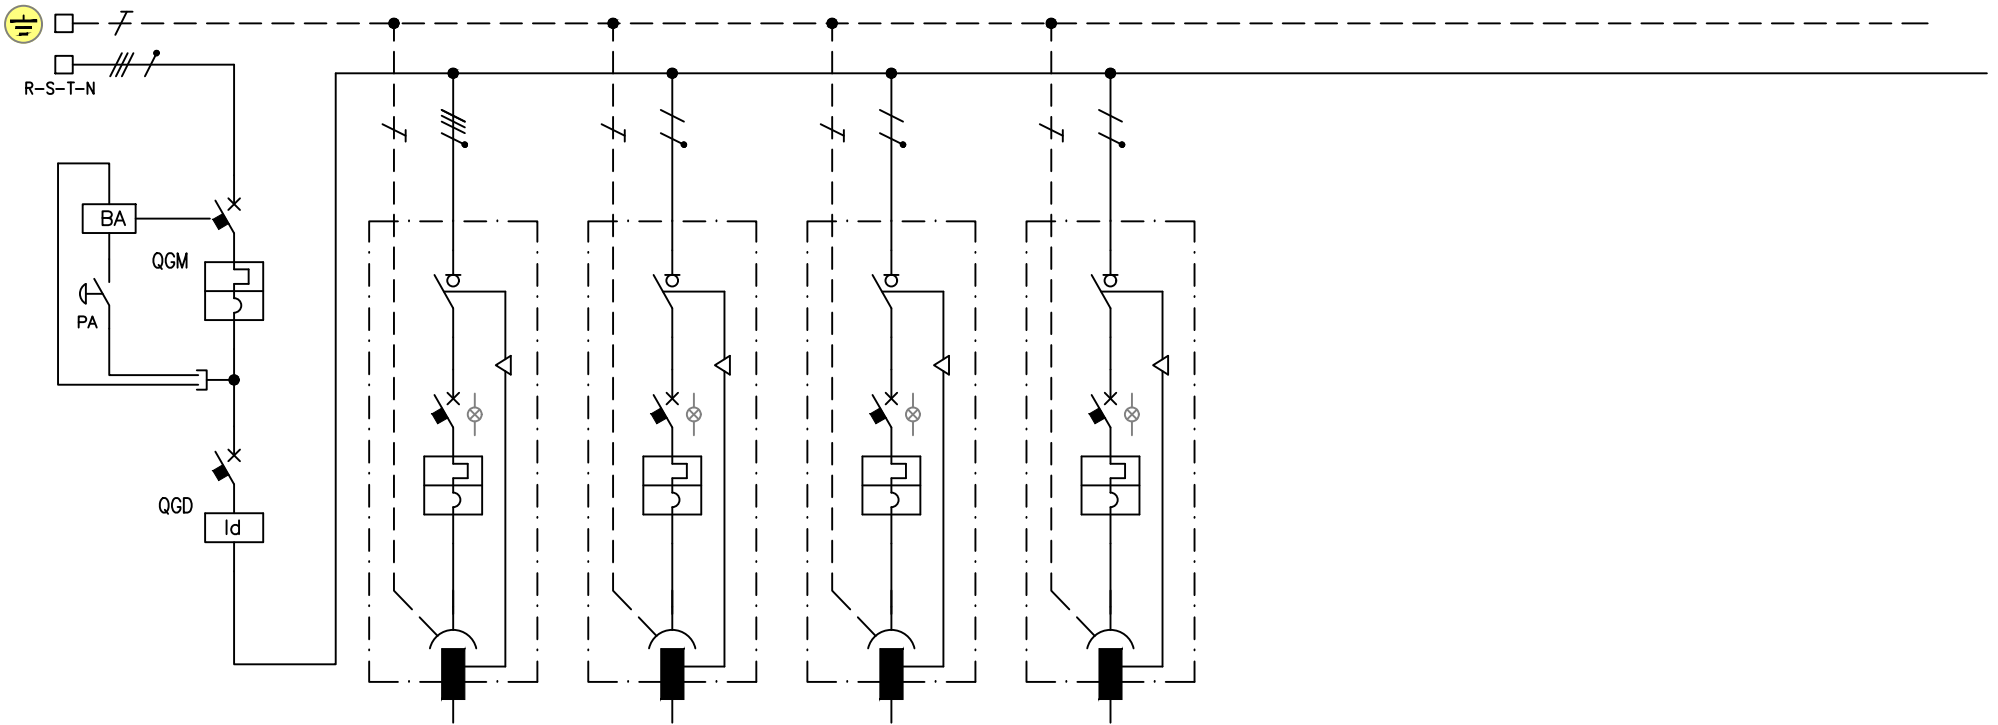 R-S-T-N
BA
QGM
PA
QGD
Id